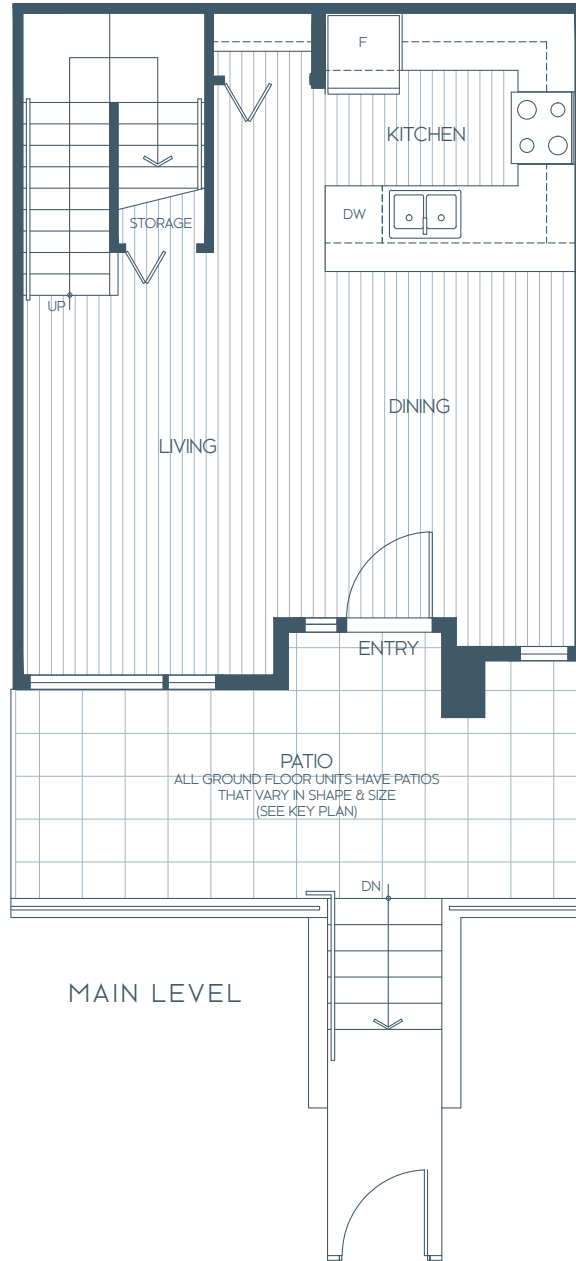 F
KITCHEN
DW
STORAGE
UP
DINING
LIVING
ENTRY
PATIO
ALL GROUND FLOOR UNITS HAVE PATIOS
THAT VARY IN SHAPE & SIZE
(SEE KEY PLAN)
DN
MAIN LEVEL